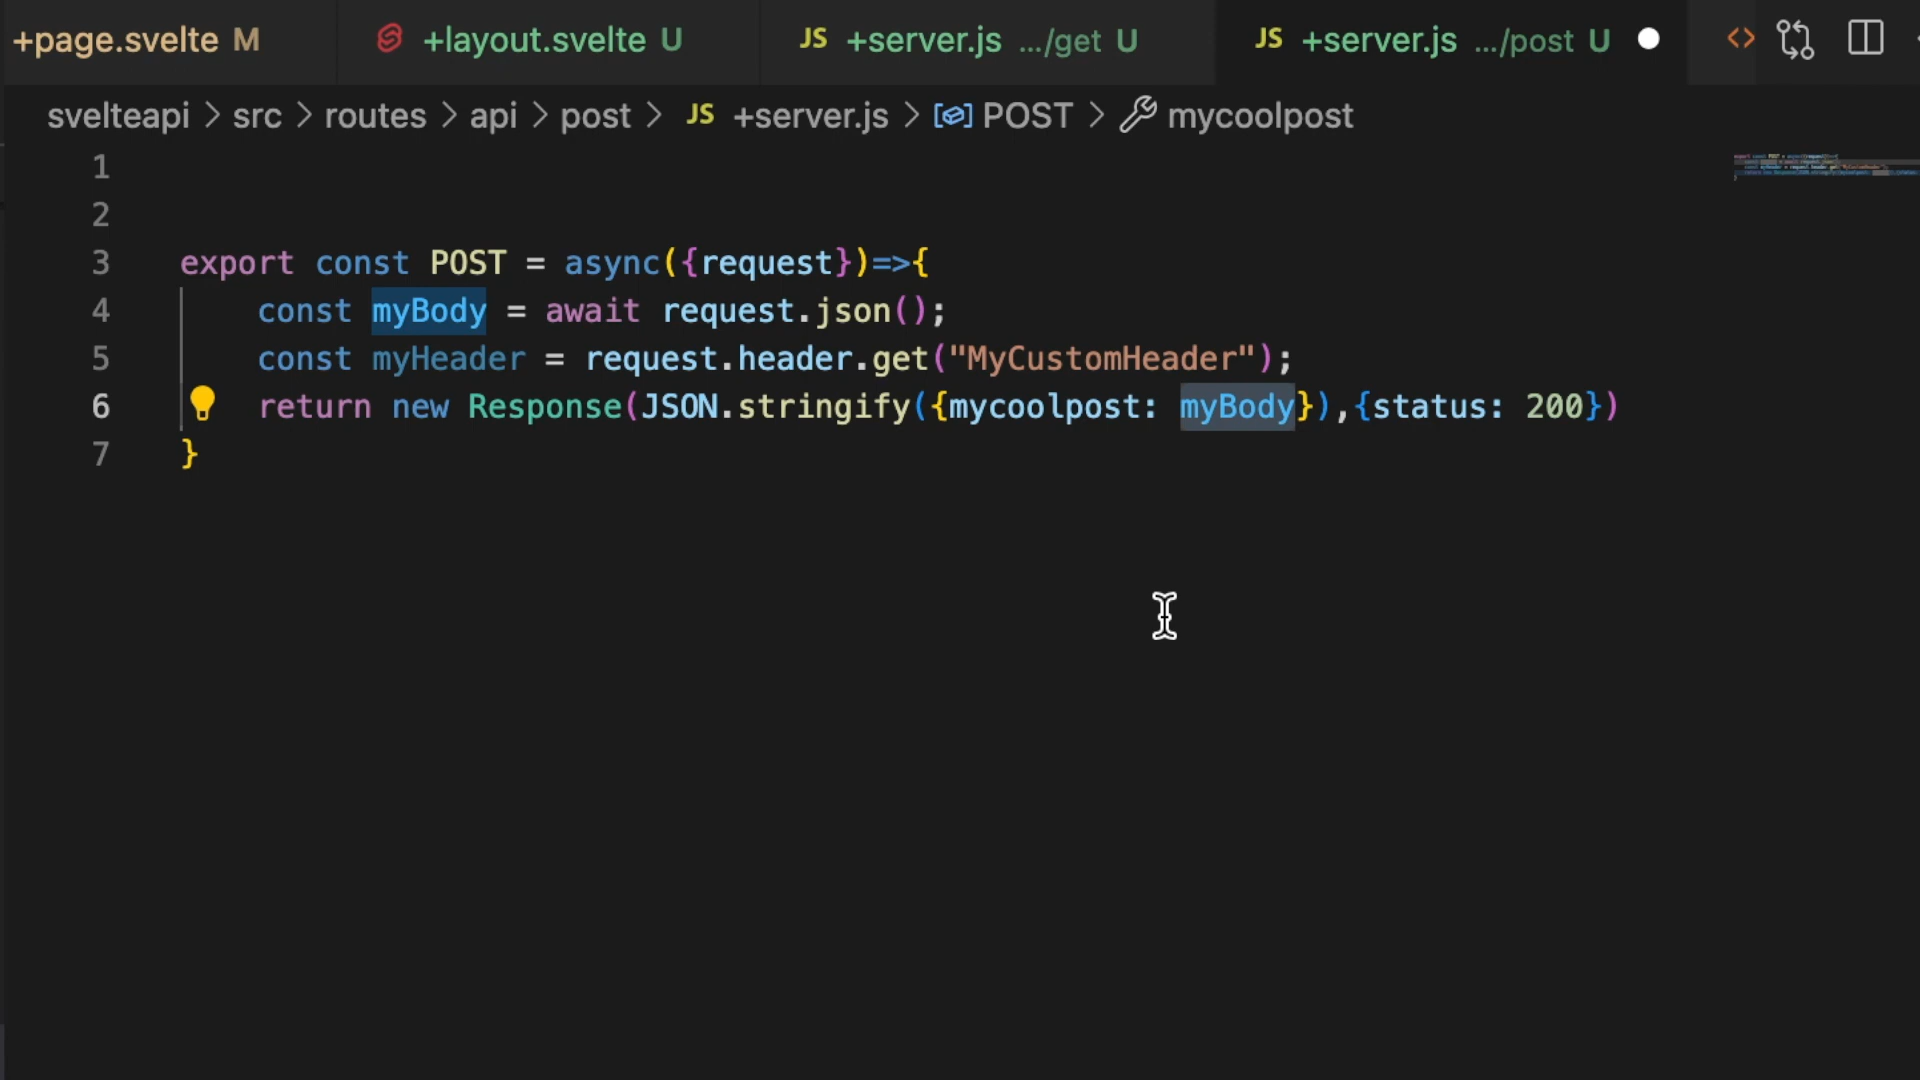 +page.svelte M +layout.svelte U JS +server.js .../get U JS +server.js .../post U
svelteapi > src > routes > api > post > JS +server.js > POST > mycoolpost
1
2
3 export const POST = async({request})=>{
4 const myBody = await request.json();
5 const myHeader = request.header.get("MyCustomHeader");
6 return new Response(JSON.stringify({mycoolpost: myBody}),{status: 200})
7 }